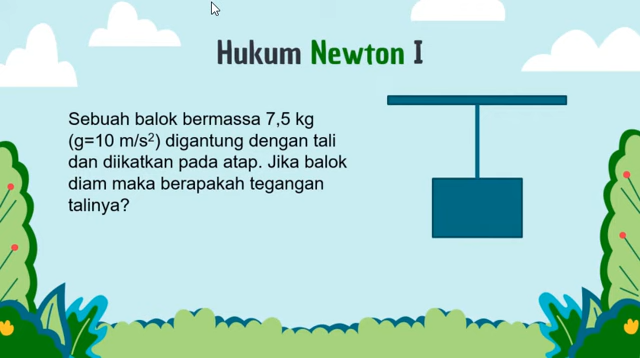 Hukum Newton I
Sebuah balok bermassa 7,5 kg
(g=10 m/s²) digantung dengan tali
dan diikatkan pada atap. Jika balok
diam maka berapakah tegangan
talinya?